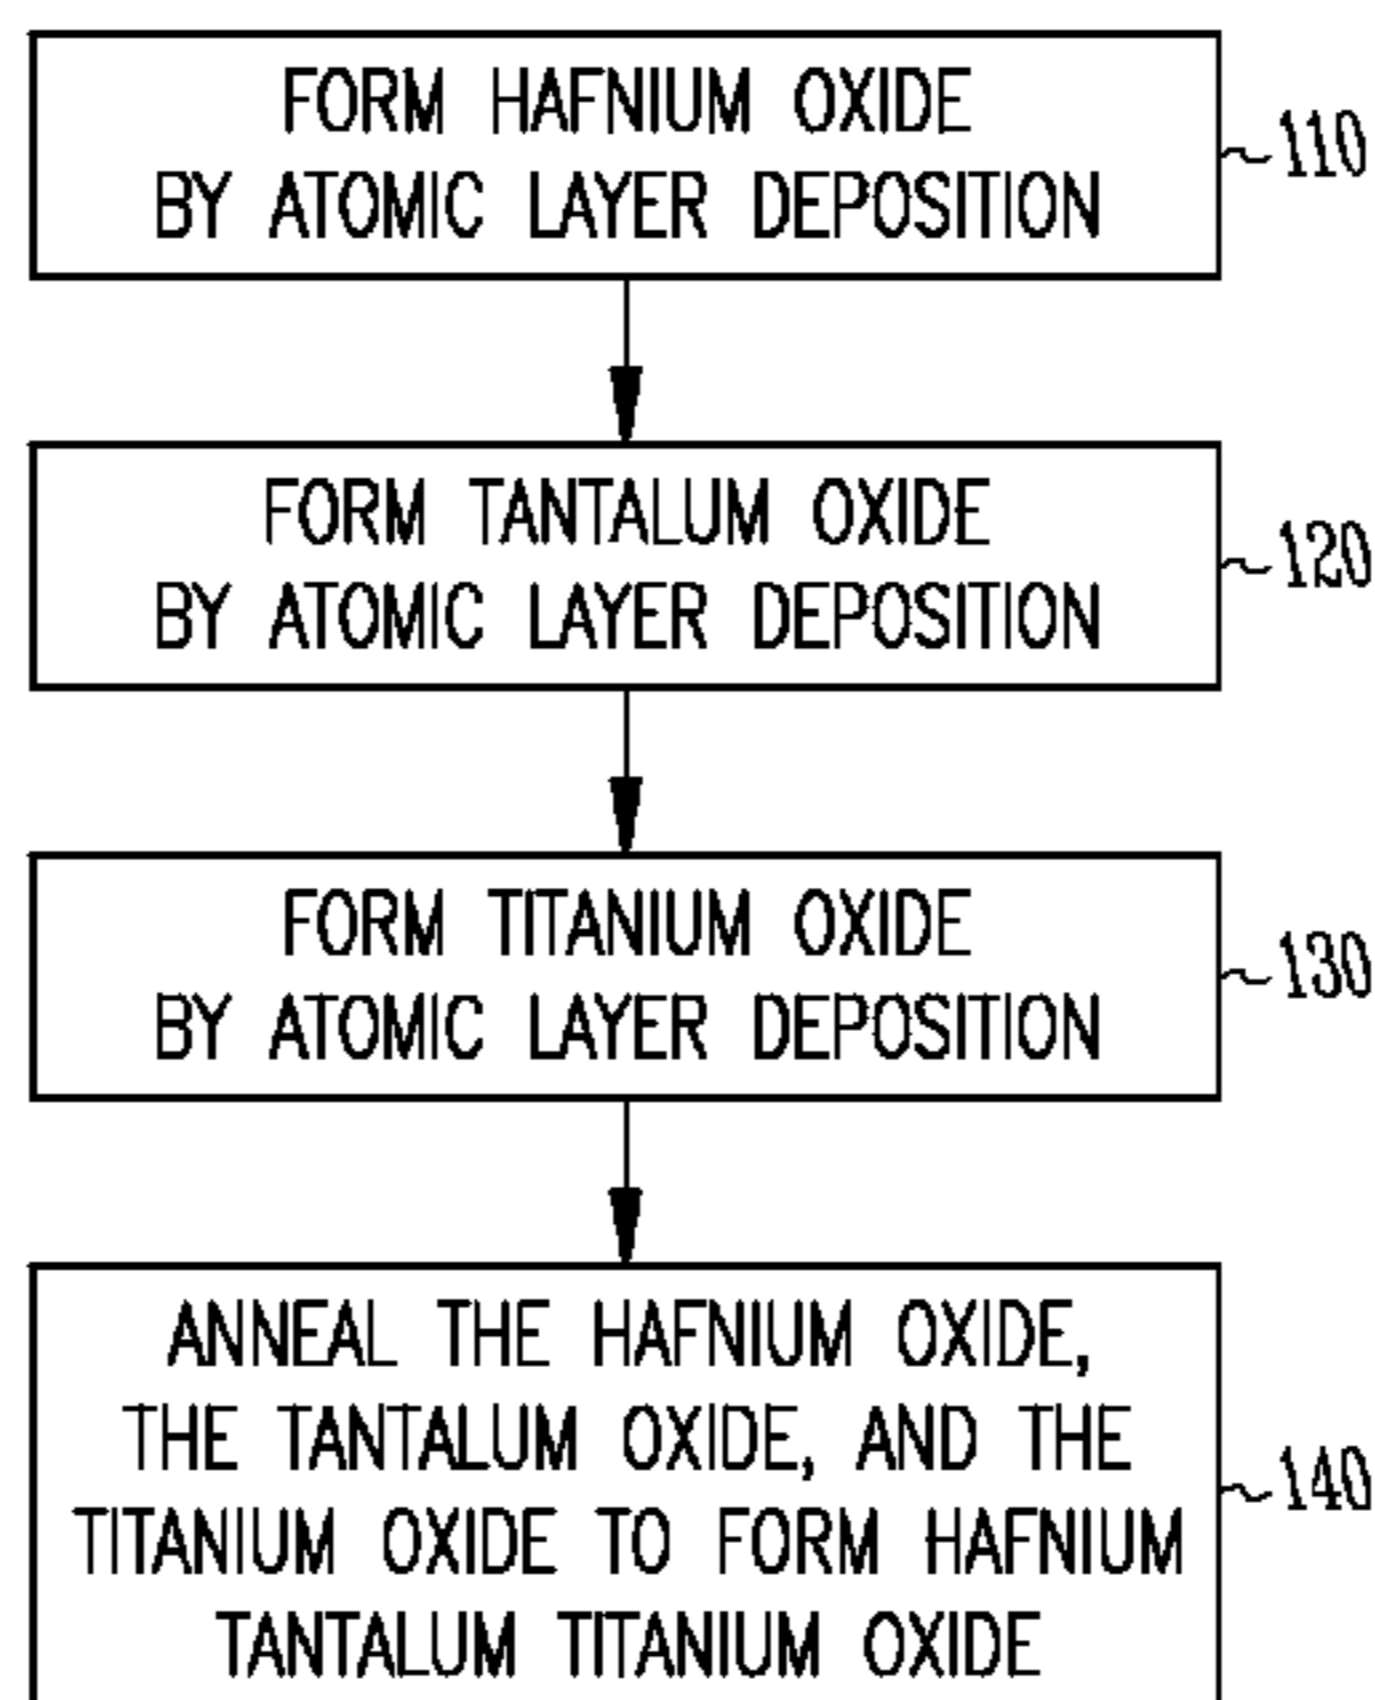 FORM HAFNIUM OXIDE
BY ATOMIC LAYER DEPOSITION
110
FORM TANTALUM OXIDE
BY ATOMIC LAYER DEPOSITION
120
FORM TITANIUM OXIDE
BY ATOMIC LAYER DEPOSITION
130
ANNEAL THE HAFNIUM OXIDE,
THE TANTALUM OXIDE, AND THE
TITANIUM OXIDE TO FORM HAFNIUM
TANTALUM TITANIUM OXIDE
140